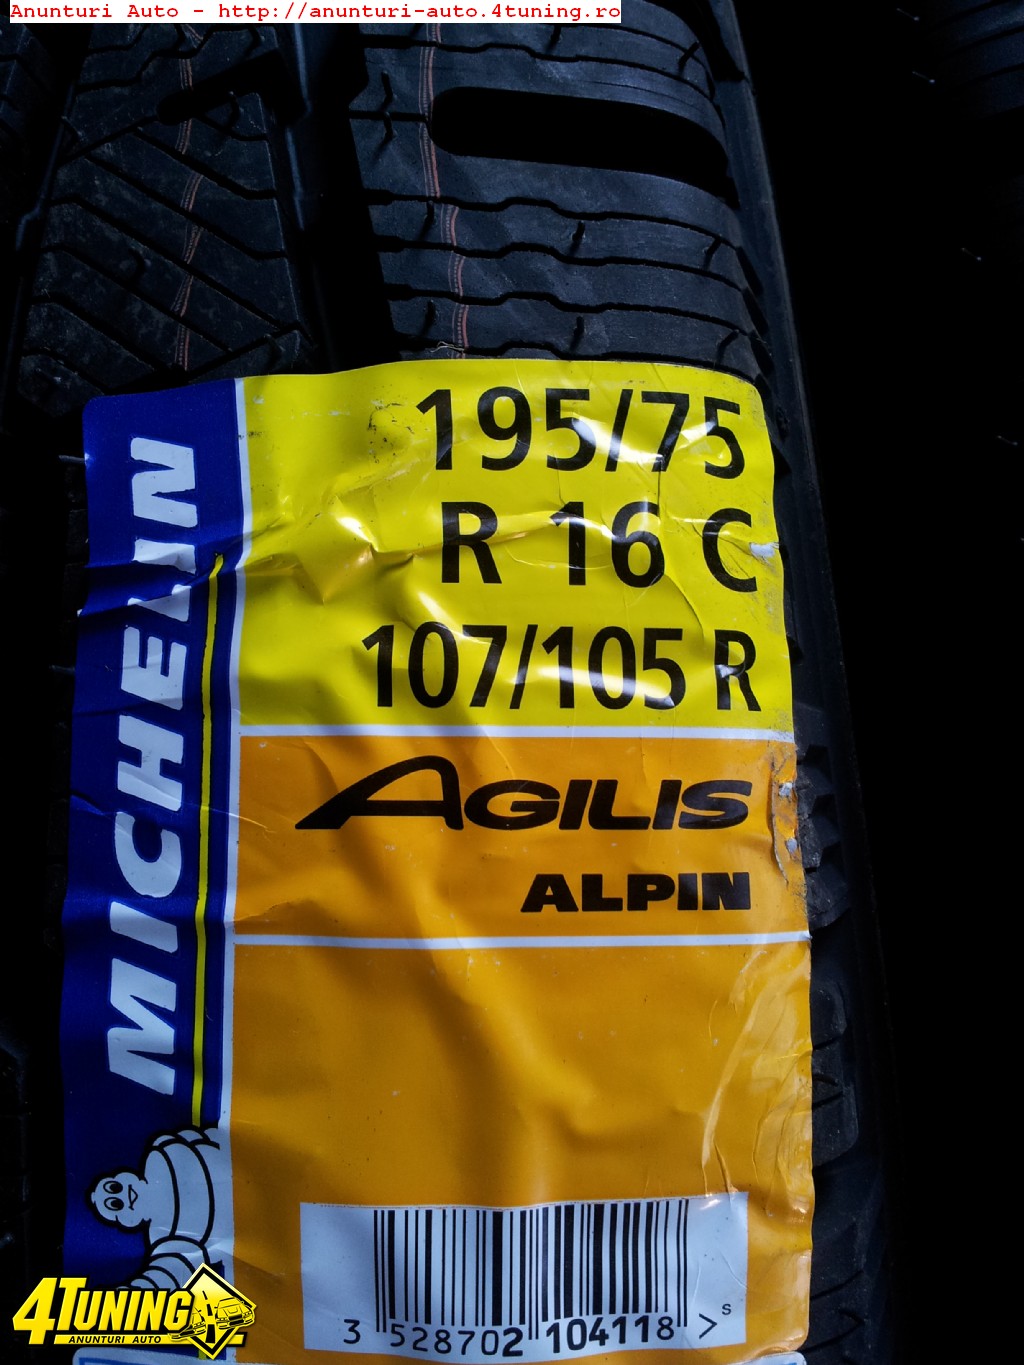 Anunturi Auto - http://anunturi-auto.4tuning.ro
MICHELIN
195/75
R 16 C
107/105 R
AGILIS
ALPIN
3 528702 104118 > s
4TUNING
ANUNTURI AUTO